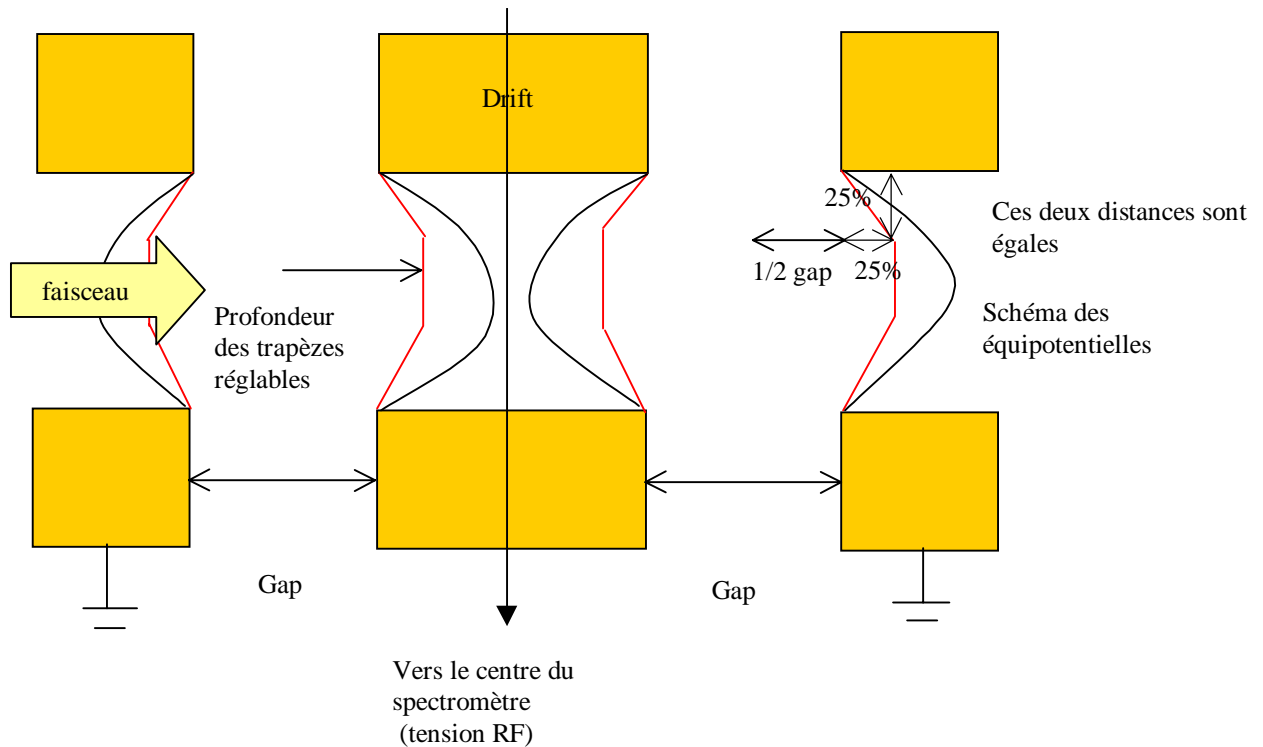 Drift
25%
Ces deux distances sont
égales
1/2 gap
25%
faisceau
Profondeur
des trapèzes
réglables
Schéma des
équipotentielles
Gap
Gap
Vers le centre du
spectromètre
(tension RF)